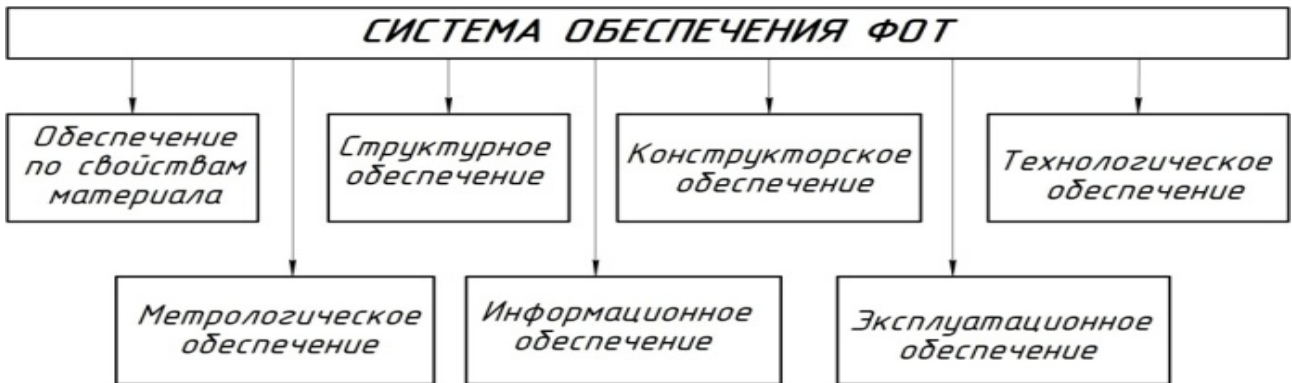 СИСТЕМА ОБЕСПЕЧЕНИЯ ФОТ
Обеспечение
по свойствам
материала
Структурное
обеспечение
Конструкторское
обеспечение
Технологическое
обеспечение
Метрологическое
обеспечение
Информационное
обеспечение
Эксплуатационное
обеспечение